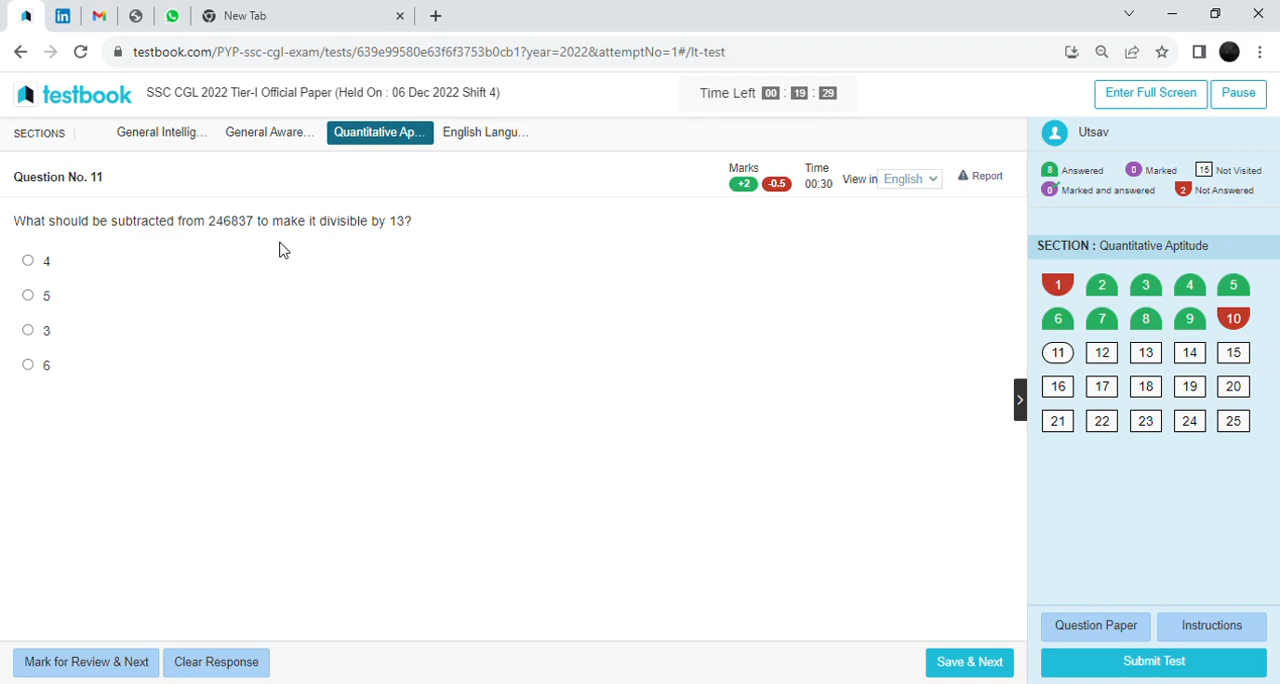 New Tab
testbook.com/PYP-ssc-cgl-exam/tests/639e99580e63f6f3753b0cb1?year=2022&attemptNo=1#/lt-test
testbook SSC CGL 2022 Tier-I Official Paper (Held On : 06 Dec 2022 Shift 4) Time Left 00 : 19 : 29 Enter Full Screen Pause
SECTIONS General Intellig... General Aware... Quantitative Ap... English Langu... Utsav
Question No. 11 Marks +2 -0.5 Time 00:30 View in English Report
8 Answered 0 Marked 15 Not Visited
0 Marked and answered 2 Not Answered
What should be subtracted from 246837 to make it divisible by 13?
4
5
3
6
SECTION : Quantitative Aptitude
1 2 3 4 5
6 7 8 9 10
11 12 13 14 15
16 17 18 19 20
21 22 23 24 25
Question Paper Instructions
Mark for Review & Next Clear Response Save & Next Submit Test